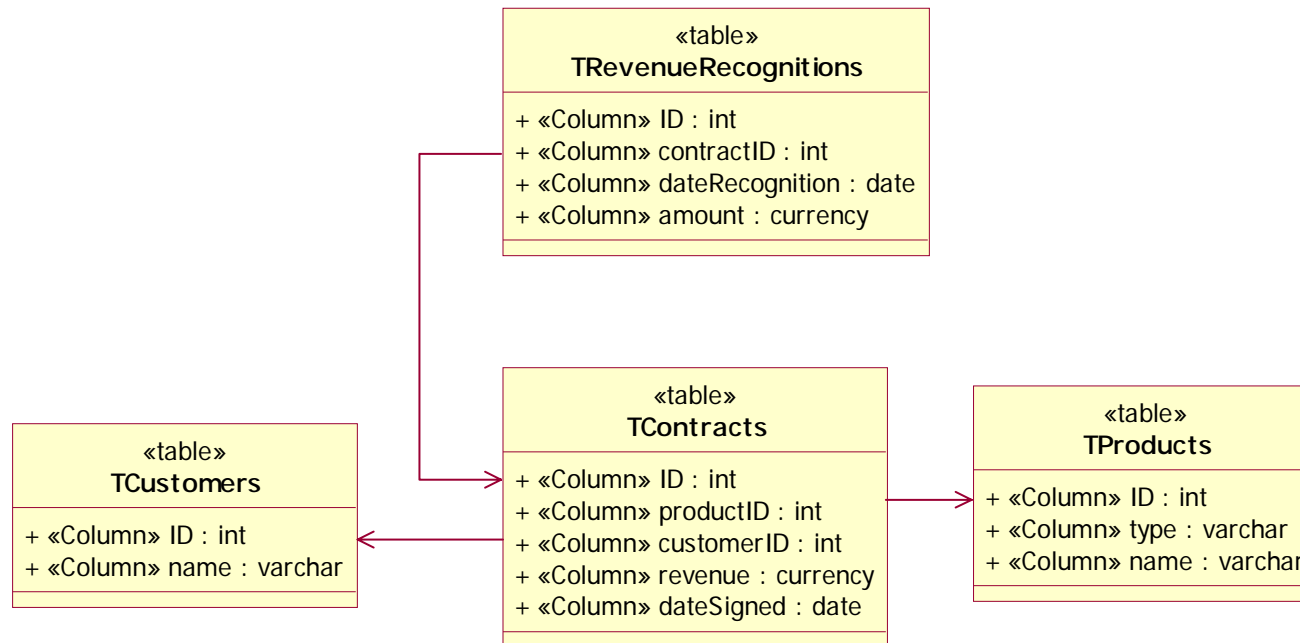 «table»
TRevenueRecognitions
+ «Column» ID : int
+ «Column» contractID : int
+ «Column» dateRecognition : date
+ «Column» amount : currency
«table»
TCustomers
+ «Column» ID : int
+ «Column» name : varchar
«table»
TContracts
+ «Column» ID : int
+ «Column» productID : int
+ «Column» customerID : int
+ «Column» revenue : currency
+ «Column» dateSigned : date
«table»
TProducts
+ «Column» ID : int
+ «Column» type : varchar
+ «Column» name : varchar